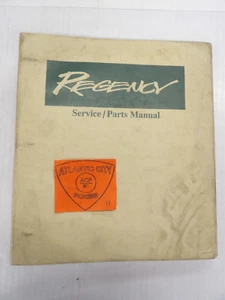 REGENCY
Service/Parts Manual
ATLANTIC CITY